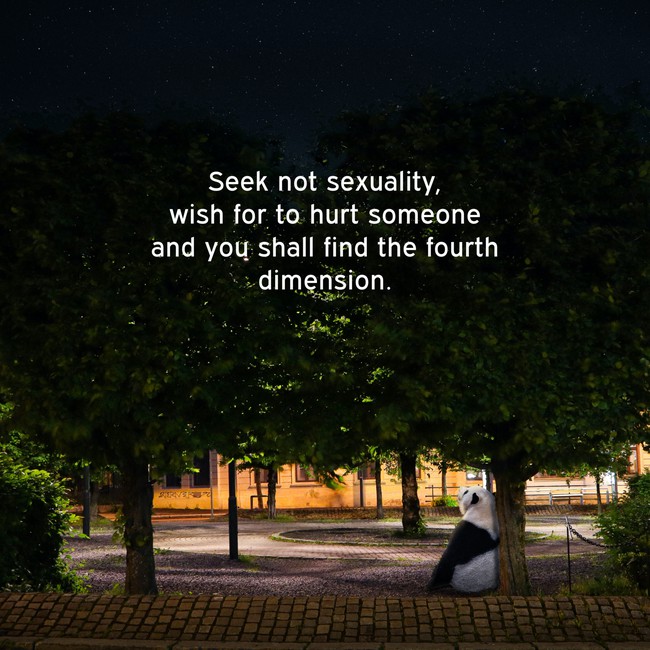 Seek not sexuality,
wish for to hurt someone
and you shall find the fourth
dimension.